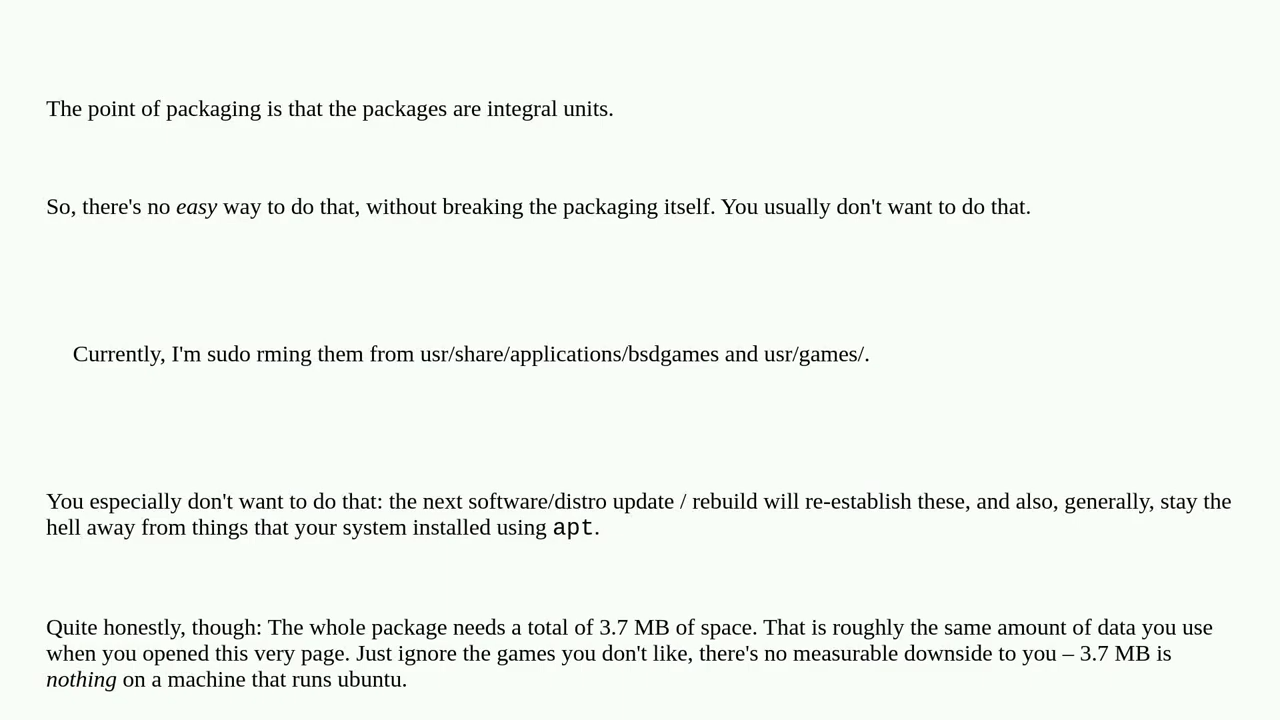 The point of packaging is that the packages are integral units.
So, there's no easy way to do that, without breaking the packaging itself. You usually don't want to do that.
Currently, I'm sudo rming them from usr/share/applications/bsdgames and usr/games/.
You especially don't want to do that: the next software/distro update / rebuild will re-establish these, and also, generally, stay the
hell away from things that your system installed using apt.
Quite honestly, though: The whole package needs a total of 3.7 MB of space. That is roughly the same amount of data you use
when you opened this very page. Just ignore the games you don't like, there's no measurable downside to you – 3.7 MB is
nothing on a machine that runs ubuntu.